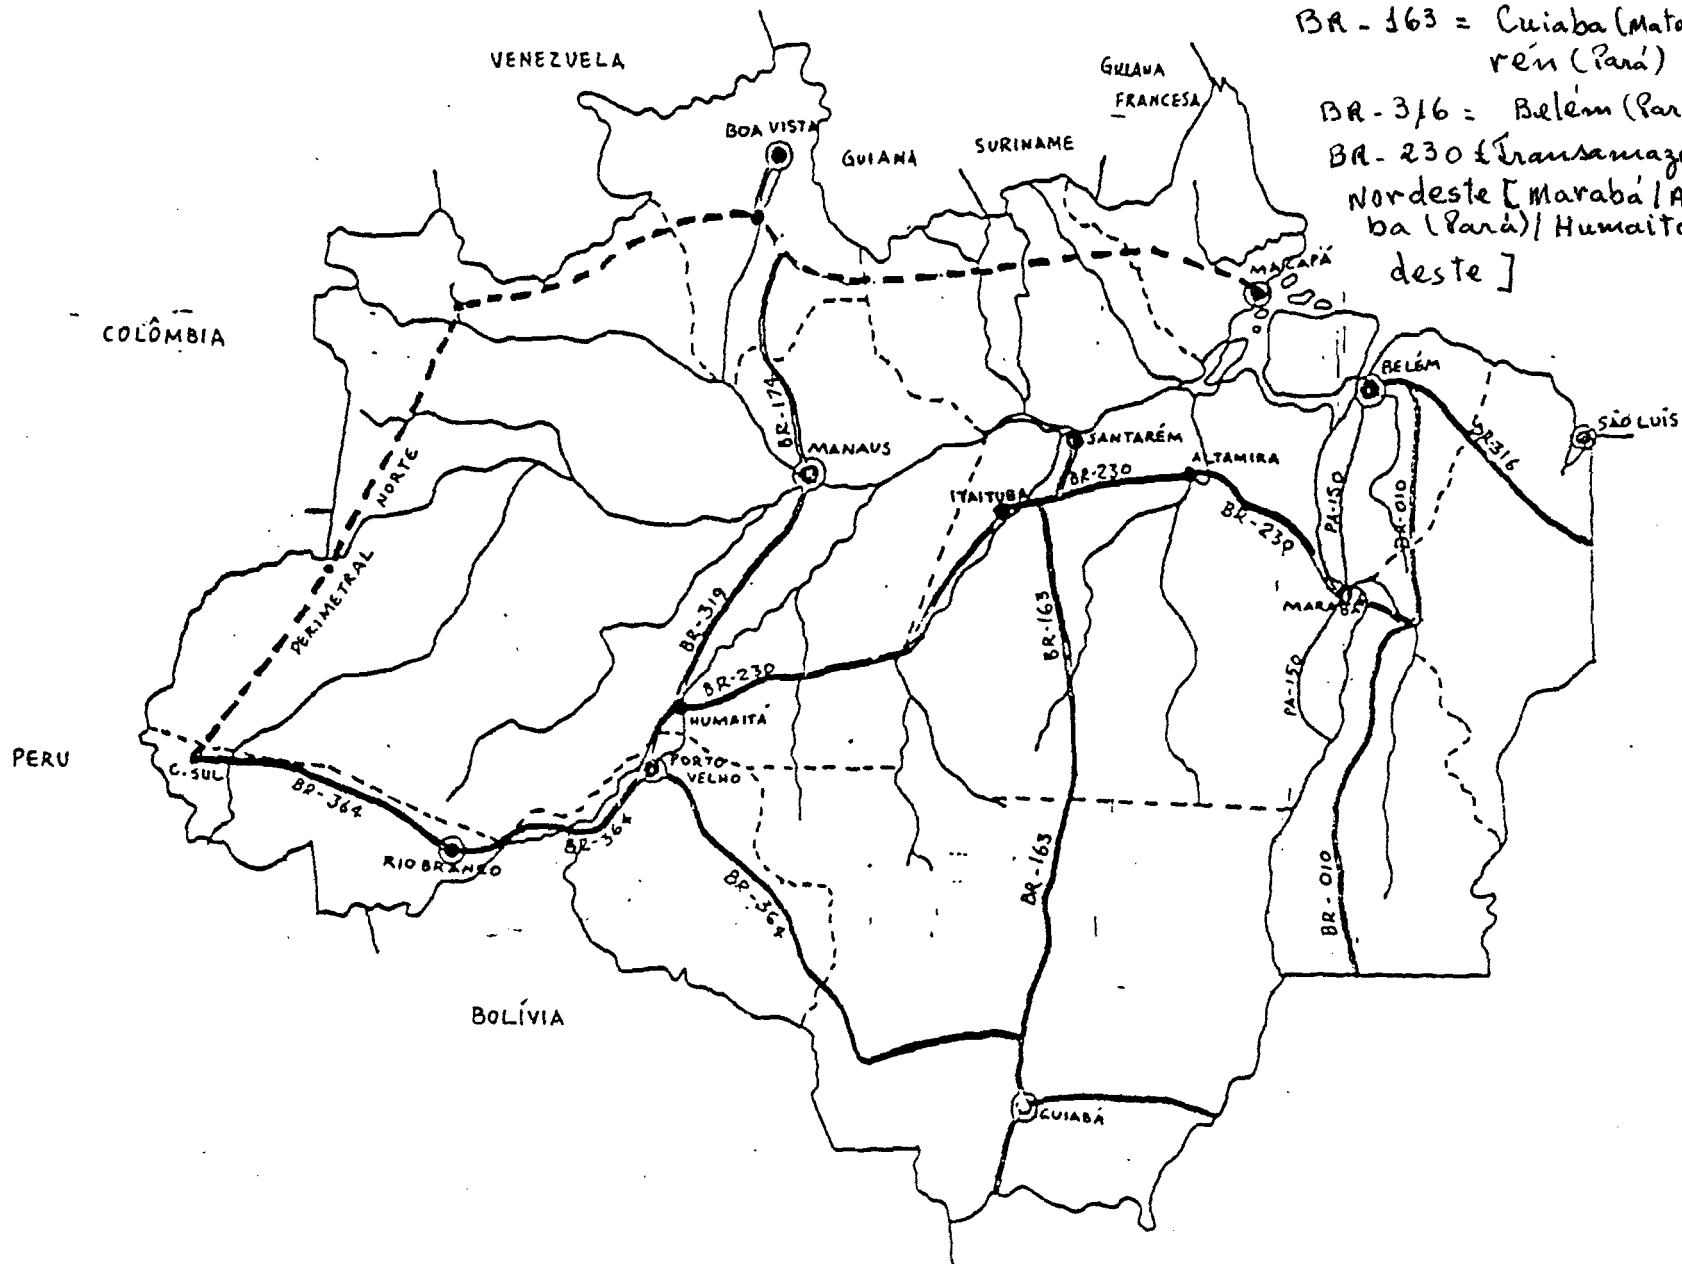 BR-163 = Cuiaba (Mato
rén (Pará)
BR-316 = Belém (Par
BR-230 (Transamaz
Nordeste [Marabá/A
ba (Pará)/Humaitá
deste]
VENEZUELA
GUIANA
FRANCESA
BOA VISTA
GUIANA
SURINAME
MACAPÁ
COLÔMBIA
BELÉM
SÃO LUIS
BR-174
BR-316
MANAUS
SANTARÉM
ALTAMIRA
BR-230
ITAITUBA
NORTE
PA-150
BR-010
BR-230
PERIMETRAL
BR-319
BR-163
MARABÁ
BR-230
PA-150
HUMAITÁ
PERU
C. SUL
PORTO
VELHO
BR-364
BR-364
RIO BRANCO
BR-364
BR-163
BR-010
BOLÍVIA
CUIABÁ